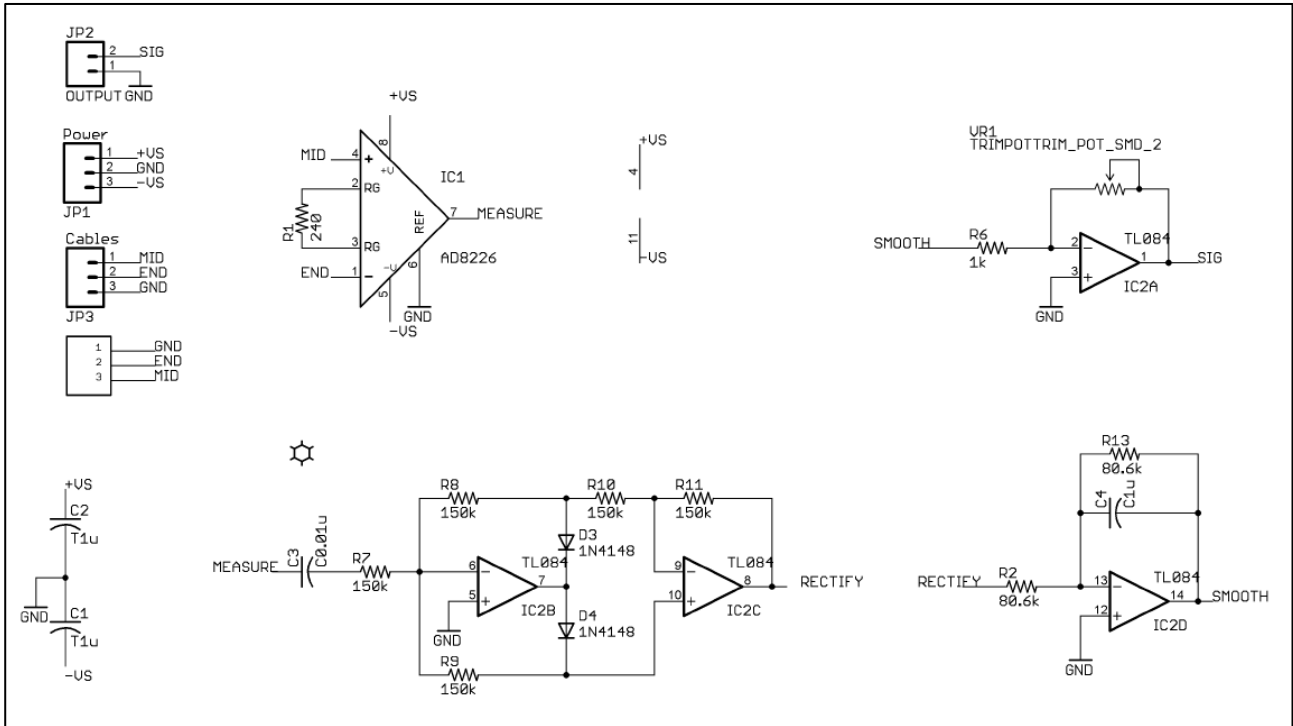 JP2
2 SIG
1
OUTPUT GND
Power
1 +VS
2 GND
3 -VS
JP1
Cables
1 MID
2 END
3 GND
JP3
1 GND
2 END
3 MID
+VS
8
MID 4 + +V
IC1
2 RG
R1
240
REF
7 MEASURE
3 RG
AD8226
END 1 - -V
6
5
GND
-VS
+VS
4
11
-VS
VR1
TRIMPOTTRIM_POT_SMD_2
SMOOTH
R6
1k
2 -
3 +
TL084
1 SIG
IC2A
GND
+VS
C2
T1u
GND
C1
T1u
-VS
MEASURE
C3
C0.01u
R7
150k
R8
150k
R10
150k
R11
150k
D3
1N4148
6 -
5 +
TL084
7
IC2B
GND
D4
1N4148
R9
150k
9 -
10 +
TL084
8 RECTIFY
IC2C
R13
80.6k
C4
C1u
RECTIFY
R2
80.6k
13 -
12 +
TL084
14 SMOOTH
IC2D
GND